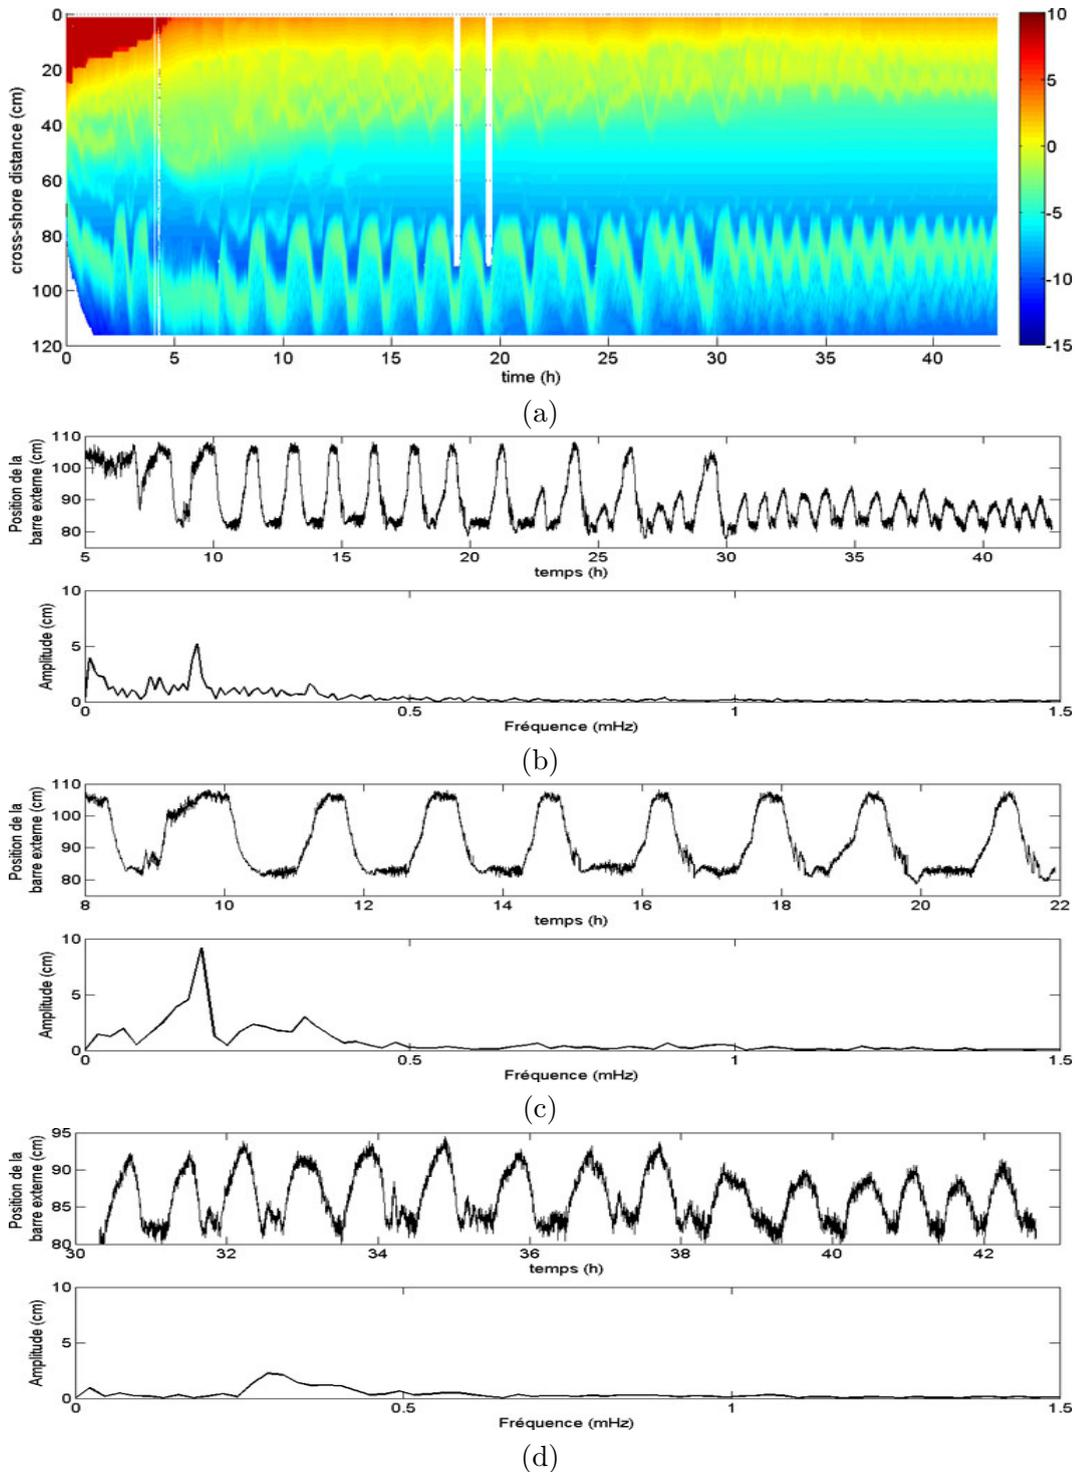 0
20
40
60
80
100
120
cross-shore distance (cm)
0 5 10 15 20 25 30 35 40
time (h)
10
5
0
-5
-10
-15
(a)
Position de la
barre externe (cm)
110
100
90
80
5 10 15 20 25 30 35 40
temps (h)
Amplitude (cm)
10
5
0
0 0.5 1 1.5
Fréquence (mHz)
(b)
Position de la
barre externe (cm)
110
100
90
80
8 10 12 14 16 18 20 22
temps (h)
Amplitude (cm)
10
5
0
0 0.5 1 1.5
Fréquence (mHz)
(c)
Position de la
barre externe (cm)
95
90
85
80
30 32 34 36 38 40 42
temps (h)
Amplitude (cm)
10
5
0
0 0.5 1 1.5
Fréquence (mHz)
(d)